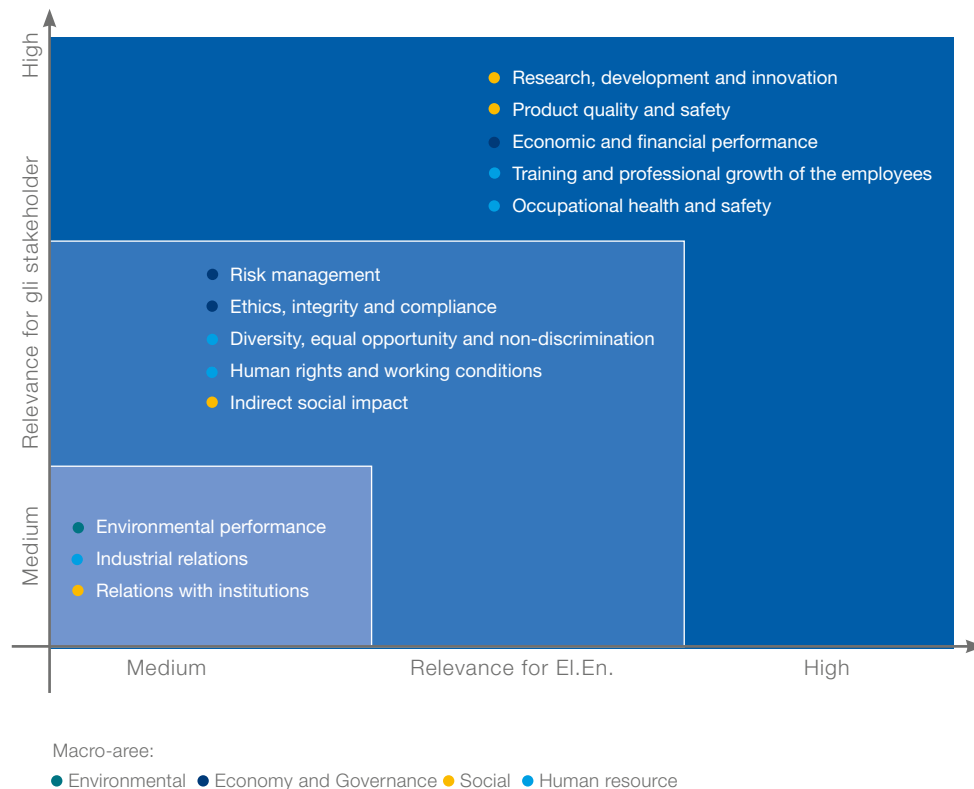 High
Relevance for gli stakeholder
Medium
Research, development and innovation
Product quality and safety
Economic and financial performance
Training and professional growth of the employees
Occupational health and safety
Risk management
Ethics, integrity and compliance
Diversity, equal opportunity and non-discrimination
Human rights and working conditions
Indirect social impact
Environmental performance
Industrial relations
Relations with institutions
Medium Relevance for El.En. High
Macro-aree:
Environmental Economy and Governance Social Human resource